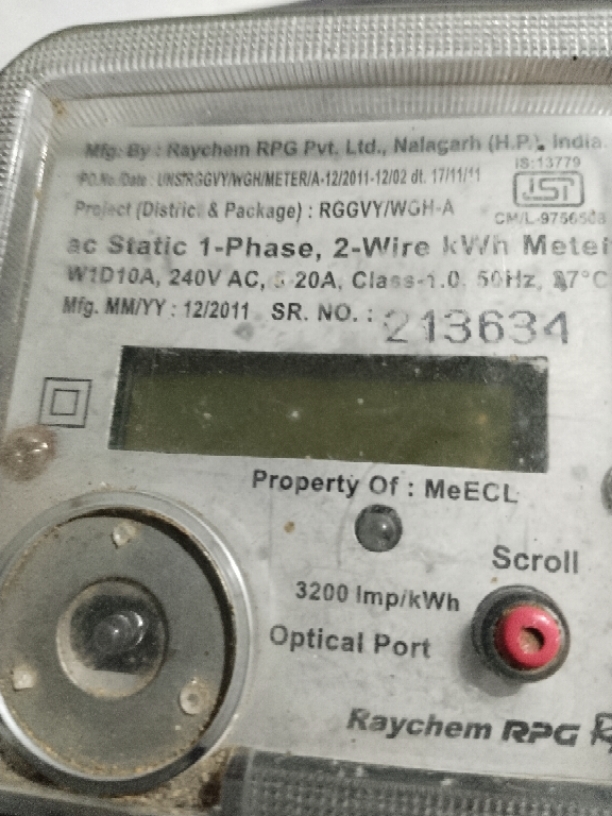 Mfg. By : Raychem RPG Pvt. Ltd., Nalagarh (H.P.), India.
IS:13779
PO.No./Date : UNSTRGGVY/WGH/METER/A-12/2011-12/02 dt. 17/11/11
ISI
Project (District & Package) : RGGVY/WGH-A
CM/L-9756508
ac Static 1-Phase, 2-Wire kWh Meter
W1D10A, 240V AC, 5-20A, Class-1.0, 50Hz, 27°C
Mfg. MM/YY : 12/2011 SR. NO. : 213634
Property Of : MeECL
Scroll
3200 Imp/kWh
Optical Port
Raychem RPG